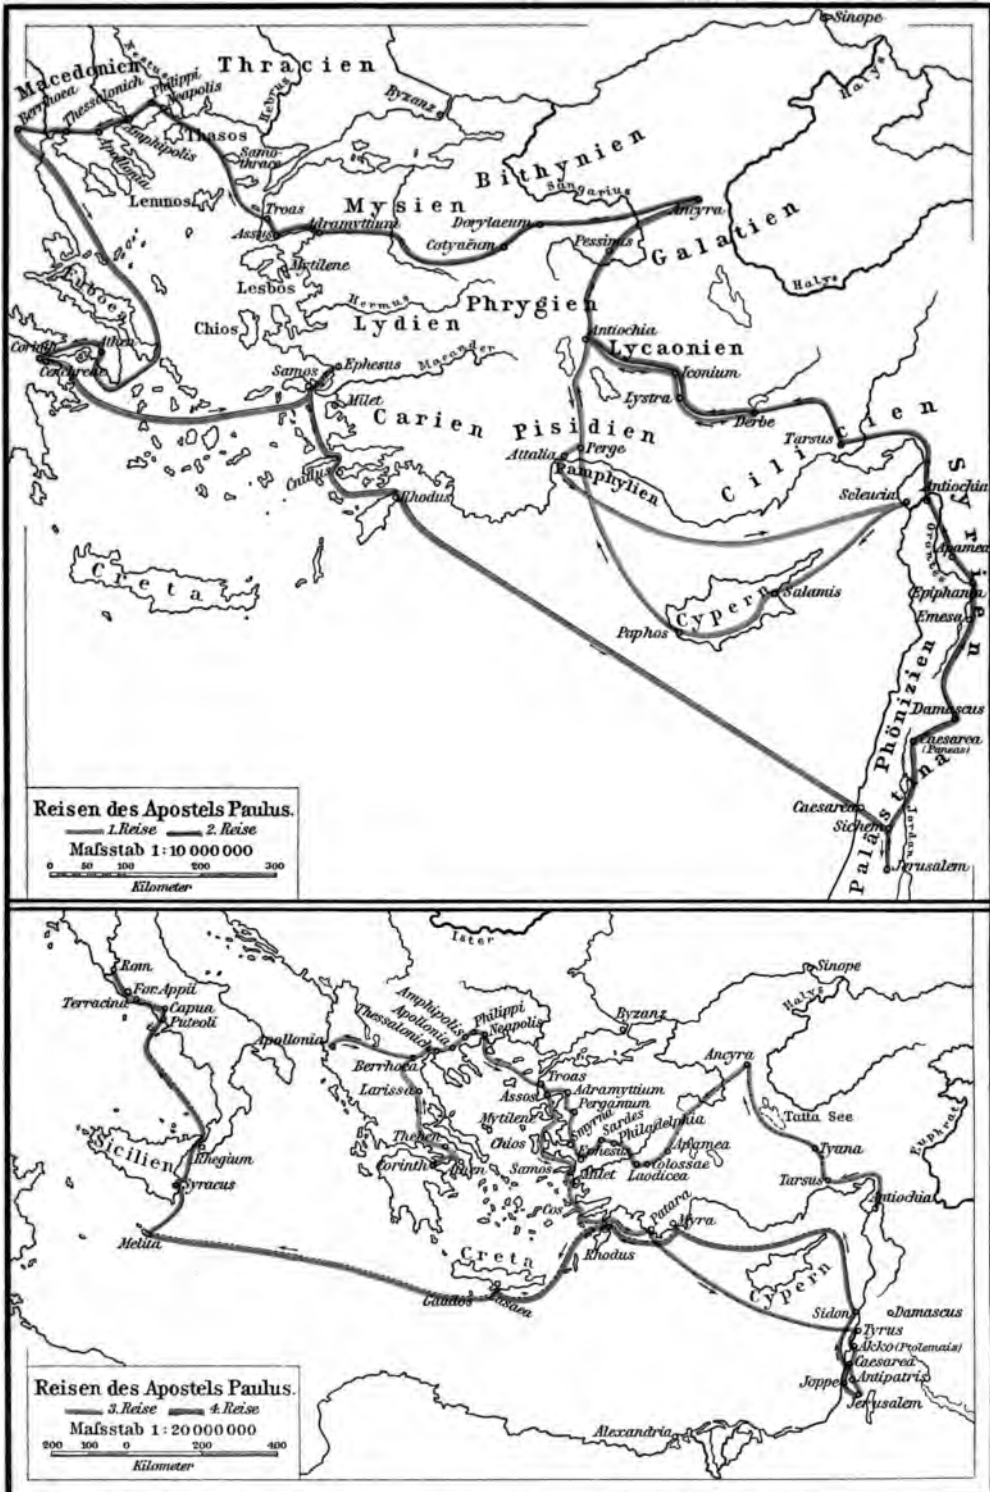 Sinope
Macedonien
Thracien
Nestus
Philippi
Neapolis
Thessalonich
Berrhoea
Hebrus
Byzanz
Halys
Thasos
Amphipolis
Apollonia
Samo-
thrace
Bithynien
Sangarius
Lemnos
Troas
Mysien
Ancyra
Assus
Adramyttium
Dorylaeum
Cotyaëum
Pessinus
Galatien
Mytilene
Halys
Euboea
Lesbos
Hermus
Phrygien
Chios
Lydien
Antiochia
Corinth
Athen
Lycaonien
Maeander
Cenchreae
Samos
Ephesus
Iconium
Milet
Lystra
Carien
Pisidien
Derbe
Tarsus
Cilicien
Attalia
Perge
Pamphylien
Syrien
Cnidus
Rhodus
Seleucia
Antiochia
Orontes
Apamea
Creta
Cypern
Salamis
Epiphania
Emesa
Paphos
Phönizien
Damascus
Caesarea
(Paneas)
Palästina
Reisen des Apostels Paulus.
1. Reise 2. Reise
Maſsstab 1:10 000 000
0 50 100 200 300
Kilometer
Caesarea
Sichem
Jordan
Jerusalem
Ister
Rom
For. Appii
Terracina
Capua
Puteoli
Sinope
Halys
Amphipolis
Philippi
Apollonia
Neapolis
Thessalonich
Byzanz
Apollonia
Berrhoea
Ancyra
Troas
Larissa
Assos
Adramyttium
Pergamum
Tatta See
Mytilene
Smyrna
Sardes
Philadelphia
Euphrat
Theben
Chios
Ephesus
Apamea
Tyana
Sicilien
Rhegium
Corinth
Athen
Samos
Milet
Colossae
Laodicea
Tarsus
Syracus
Antiochia
Cos
Patara
Myra
Melita
Creta
Rhodus
Cypern
Laudos
Lasaea
Sidon
Damascus
Tyrus
Akko (Ptolemais)
Caesarea
Joppe
Antipatris
Jerusalem
Reisen des Apostels Paulus.
3. Reise 4. Reise
Maſsstab 1:20 000 000
200 100 0 200 400
Kilometer
Alexandria